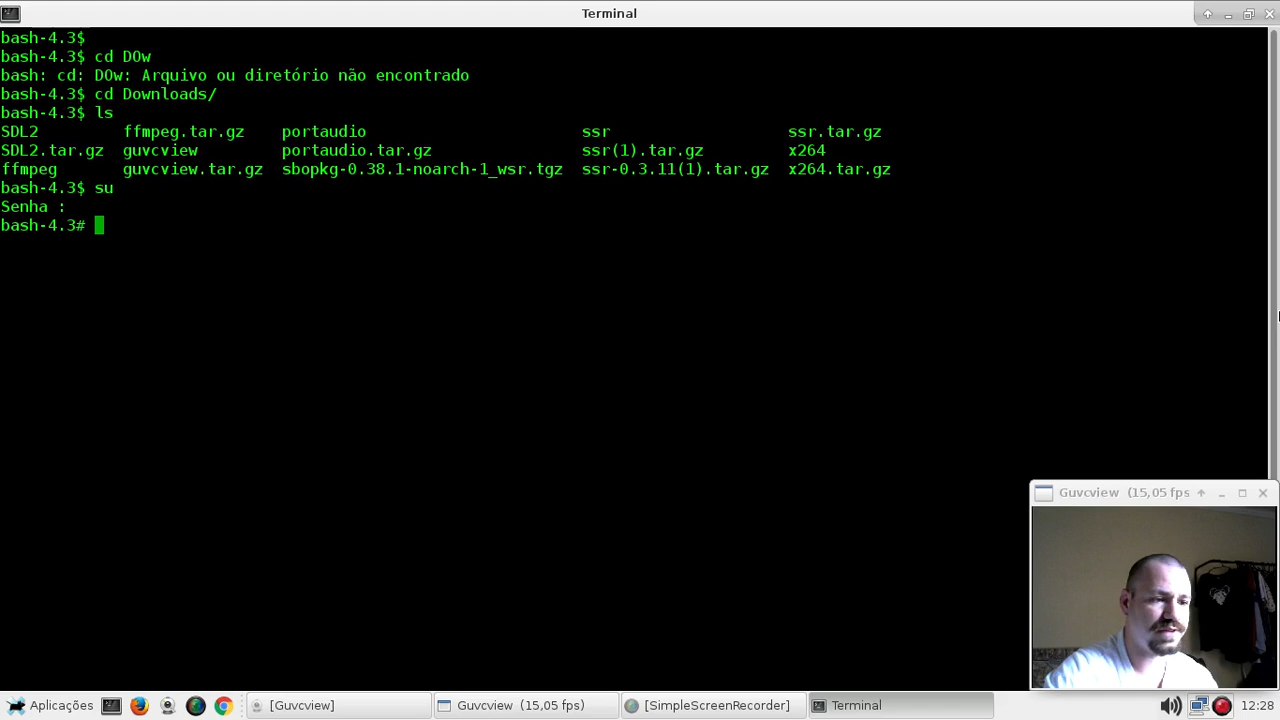 Terminal
bash-4.3$
bash-4.3$ cd DOw
bash: cd: DOw: Arquivo ou diretório não encontrado
bash-4.3$ cd Downloads/
bash-4.3$ ls
SDL2 ffmpeg.tar.gz portaudio ssr ssr.tar.gz
SDL2.tar.gz guvcview portaudio.tar.gz ssr(1).tar.gz x264
ffmpeg guvcview.tar.gz sbopkg-0.38.1-noarch-1_wsr.tgz ssr-0.3.11(1).tar.gz x264.tar.gz
bash-4.3$ su
Senha :
bash-4.3#
Guvcview (15,05 fps
Aplicações [Guvcview] Guvcview (15,05 fps) [SimpleScreenRecorder] Terminal 12:28